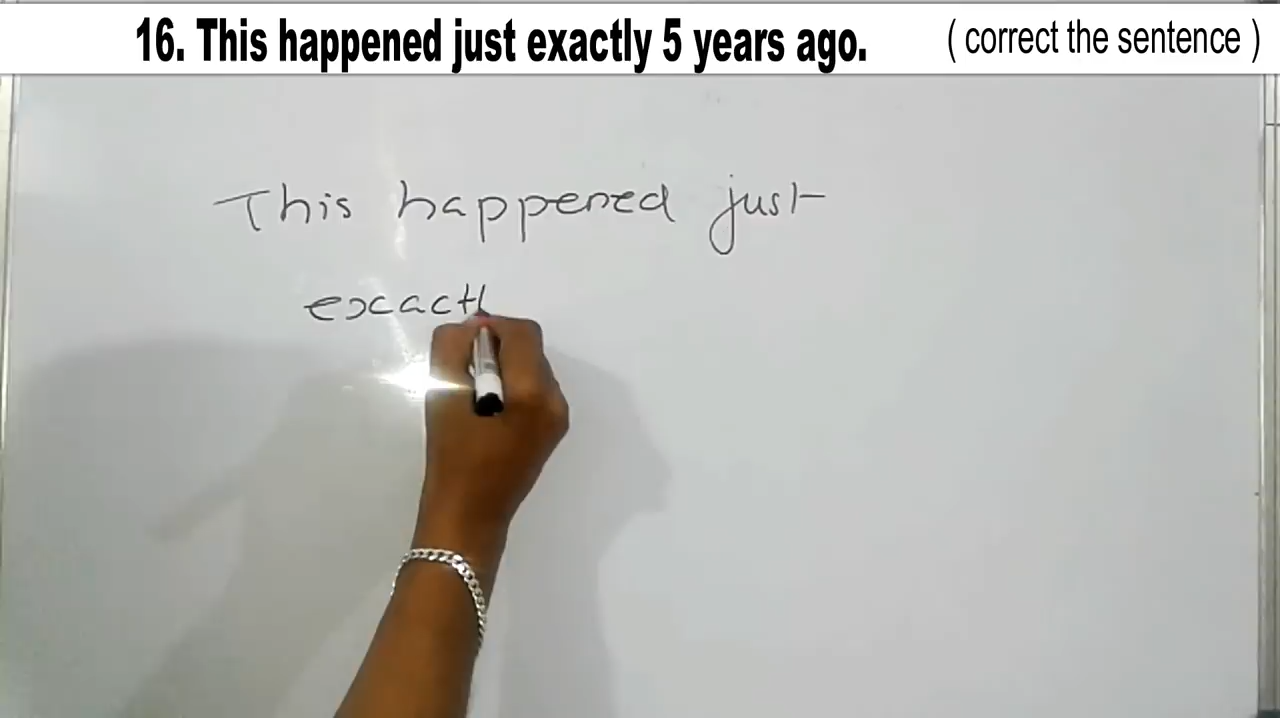 16. This happened just exactly 5 years ago. ( correct the sentence )
This happened just
exactl